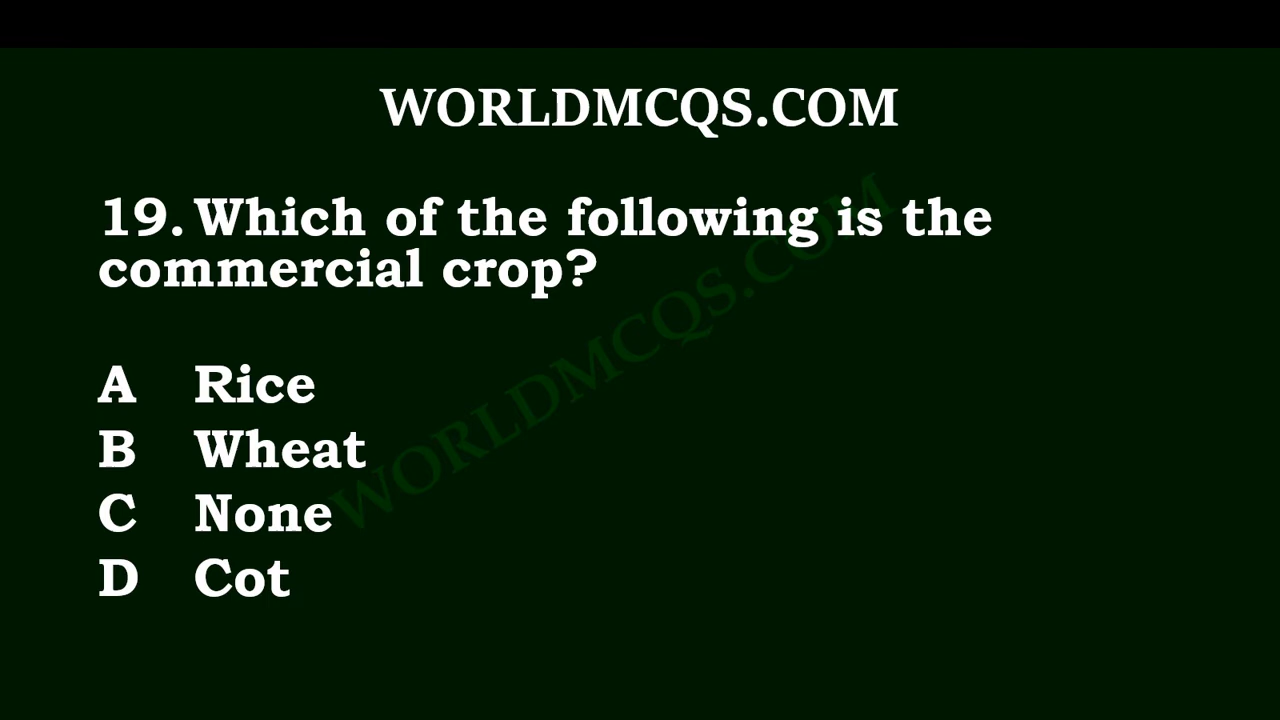 WORLDMCQS.COM
19. Which of the following is the
commercial crop?
A Rice
B Wheat
C None
D Cot
WORLDMCQS.COM